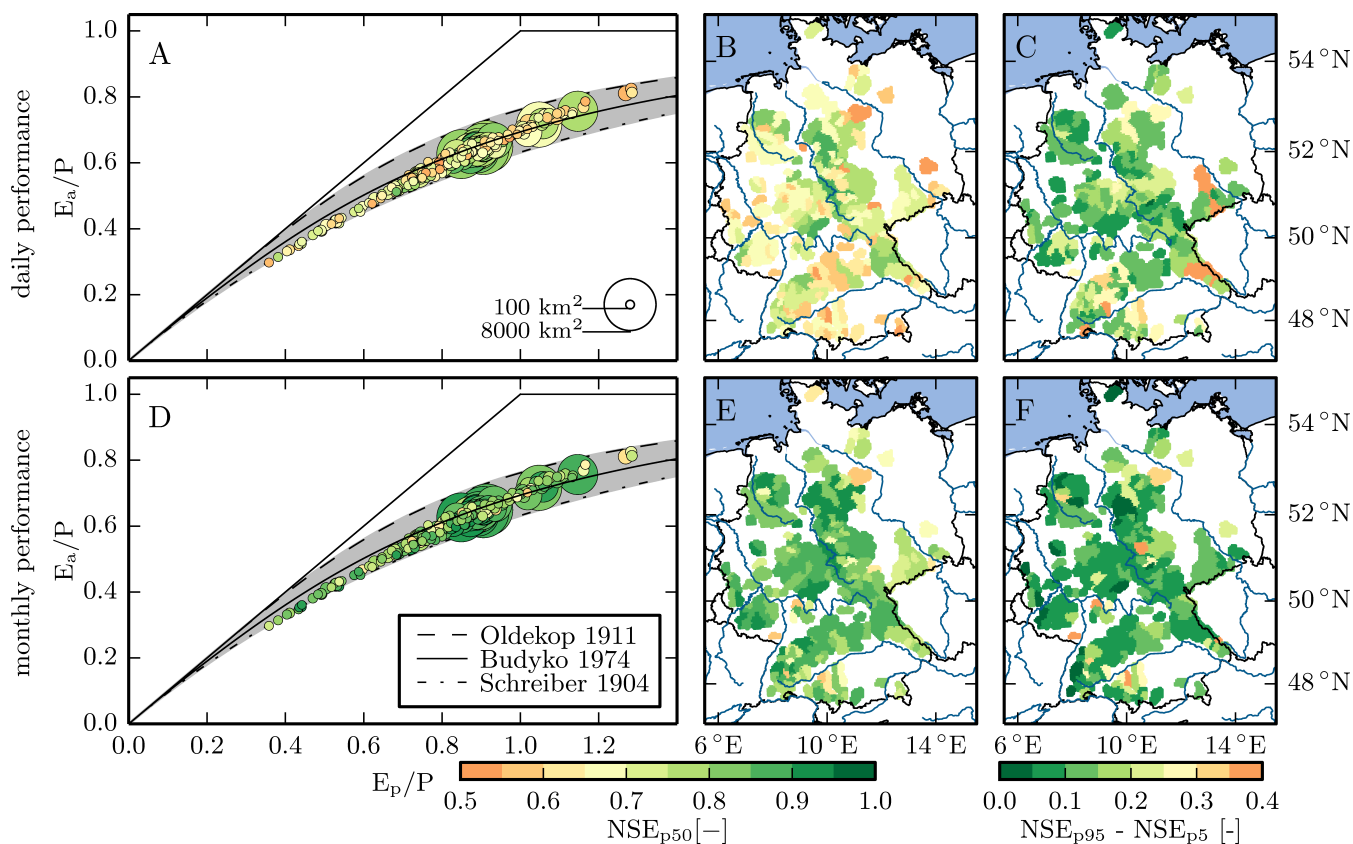 daily performance
Eₐ/P
1.0
0.8
0.6
0.4
0.2
0.0
A
100 km²
8000 km²
B
C
54°N
52°N
50°N
48°N
monthly performance
Eₐ/P
1.0
0.8
0.6
0.4
0.2
0.0
D
Oldekop 1911
Budyko 1974
Schreiber 1904
E
F
54°N
52°N
50°N
48°N
0.0 0.2 0.4 0.6 0.8 1.0 1.2
6°E 10°E 14°E
6°E 10°E 14°E
Eₚ/P
0.5 0.6 0.7 0.8 0.9 1.0
NSEₚ₅₀[−]
0.0 0.1 0.2 0.3 0.4
NSEₚ₉₅ - NSEₚ₅ [-]